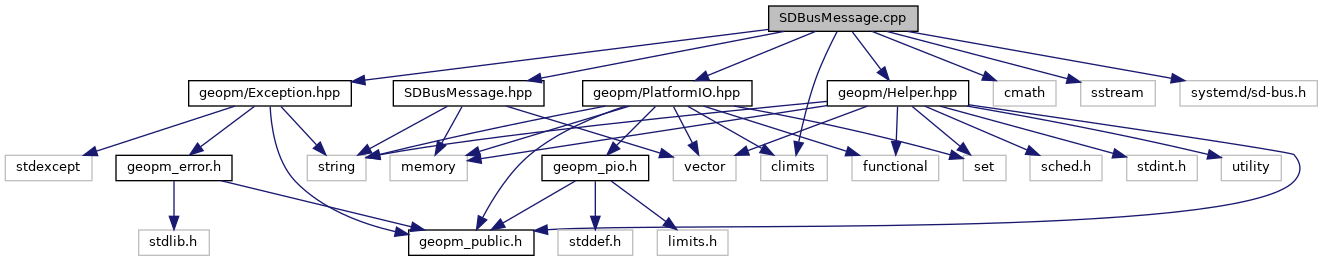 SDBusMessage.cpp
geopm/Exception.hpp
SDBusMessage.hpp
geopm/PlatformIO.hpp
geopm/Helper.hpp
cmath
sstream
systemd/sd-bus.h
stdexcept
geopm_error.h
string
memory
geopm_pio.h
vector
climits
functional
set
sched.h
stdint.h
utility
stdlib.h
geopm_public.h
stddef.h
limits.h